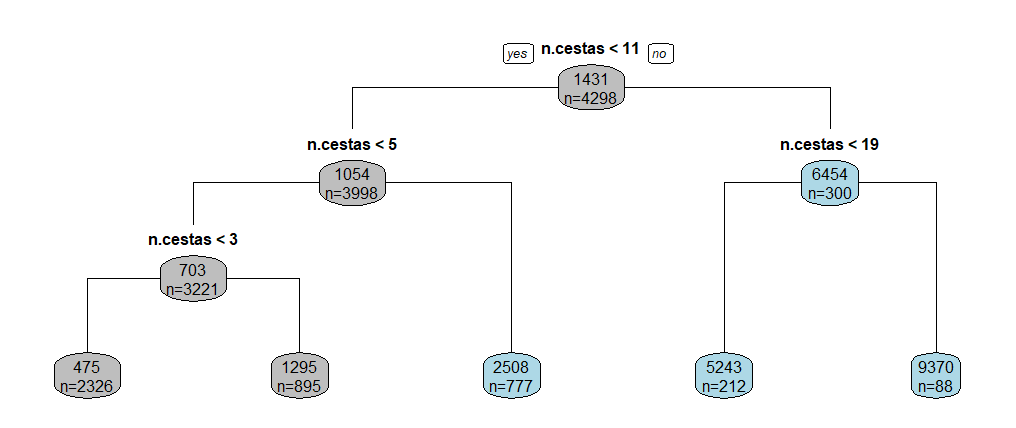 yes n.cestas < 11 no
1431
n=4298
n.cestas < 5
n.cestas < 19
1054
n=3998
6454
n=300
n.cestas < 3
703
n=3221
475
n=2326
1295
n=895
2508
n=777
5243
n=212
9370
n=88